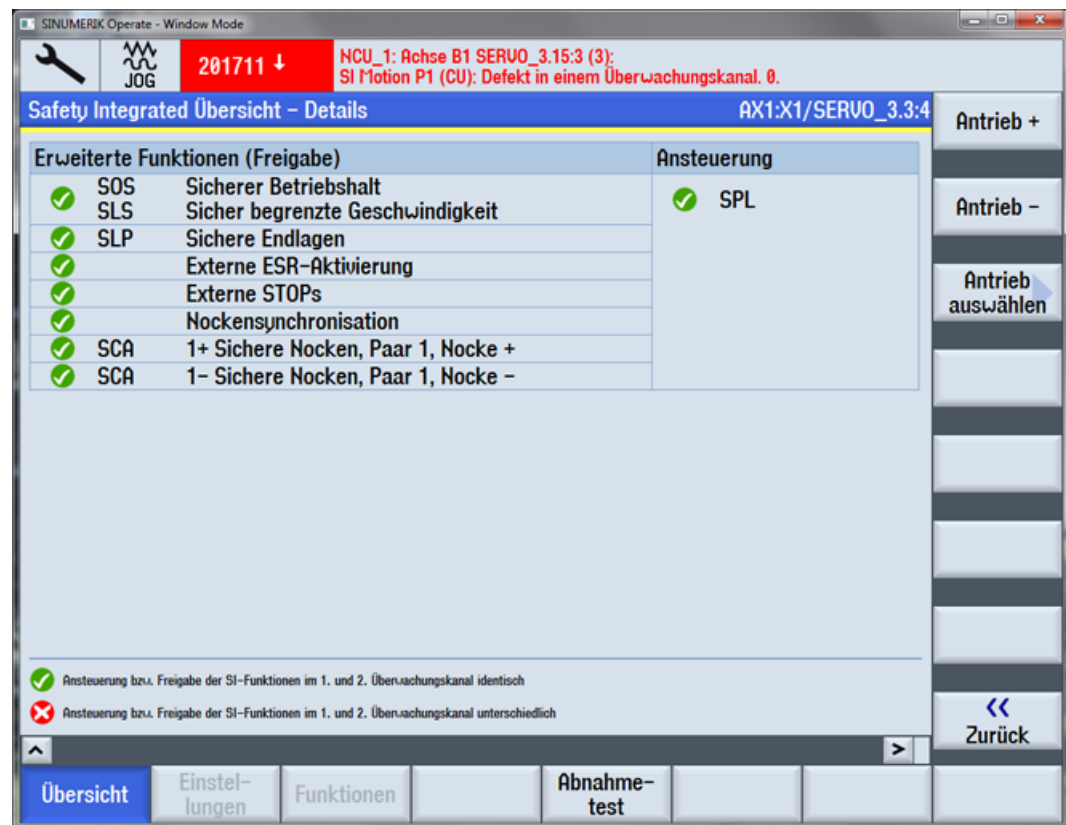 SINUMERIK Operate - Window Mode
JOG
201711 ↓
NCU_1: Achse B1 SERVO_3.15:3 (3):
SI Motion P1 (CU): Defekt in einem Überwachungskanal. 0.
Safety Integrated Übersicht – Details AX1:X1/SERVO_3.3:4
Erweiterte Funktionen (Freigabe) Ansteuerung
SOS Sicherer Betriebshalt
SLS Sicher begrenzte Geschwindigkeit
SPL
SLP Sichere Endlagen
Externe ESR-Aktivierung
Externe STOPs
Nockensynchronisation
SCA 1+ Sichere Nocken, Paar 1, Nocke +
SCA 1- Sichere Nocken, Paar 1, Nocke -
Ansteuerung bzw. Freigabe der SI-Funktionen im 1. und 2. Überwachungskanal identisch
Ansteuerung bzw. Freigabe der SI-Funktionen im 1. und 2. Überwachungskanal unterschiedlich
Antrieb +
Antrieb -
Antrieb
auswählen
<<
Zurück
Übersicht
Einstel-
lungen
Funktionen
Abnahme-
test